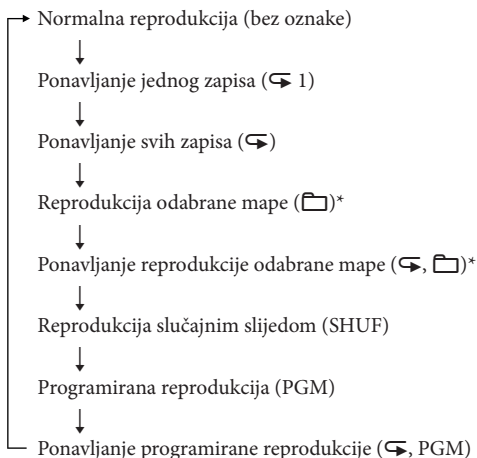 Normalna reprodukcija (bez oznake)
Ponavljanje jednog zapisa (1)
Ponavljanje svih zapisa ()
Reprodukcija odabrane mape ()*
Ponavljanje reprodukcije odabrane mape (, )*
Reprodukcija slučajnim slijedom (SHUF)
Programirana reprodukcija (PGM)
Ponavljanje programirane reprodukcije (, PGM)